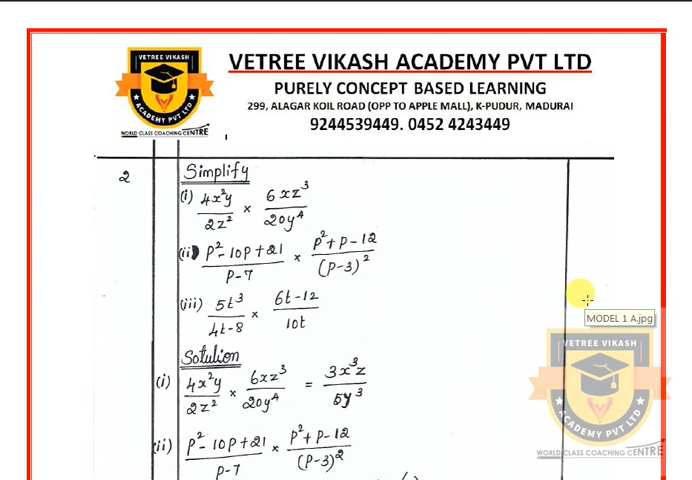 VETREE VIKASH
ACADEMY PVT LTD
WORLD CLASS COACHING CENTRE
VETREE VIKASH ACADEMY PVT LTD
PURELY CONCEPT BASED LEARNING
299, ALAGAR KOIL ROAD (OPP TO APPLE MALL), K-PUDUR, MADURAI
9244539449. 0452 4243449
2 Simplify
(i) 4x²y/2z² × 6xz³/20y⁴
(ii) P²-10P+21/P-7 × P²+P-12/(P-3)²
(iii) 5t³/4t-8 × 6t-12/10t
Solution
(i) 4x²y/2z² × 6xz³/20y⁴ = 3x³z/5y³
(ii) P²-10P+21/P-7 × P²+P-12/(P-3)²
MODEL 1 A.jpg
VETREE VIKASH
ACADEMY PVT LTD
WORLD CLASS COACHING CENTRE